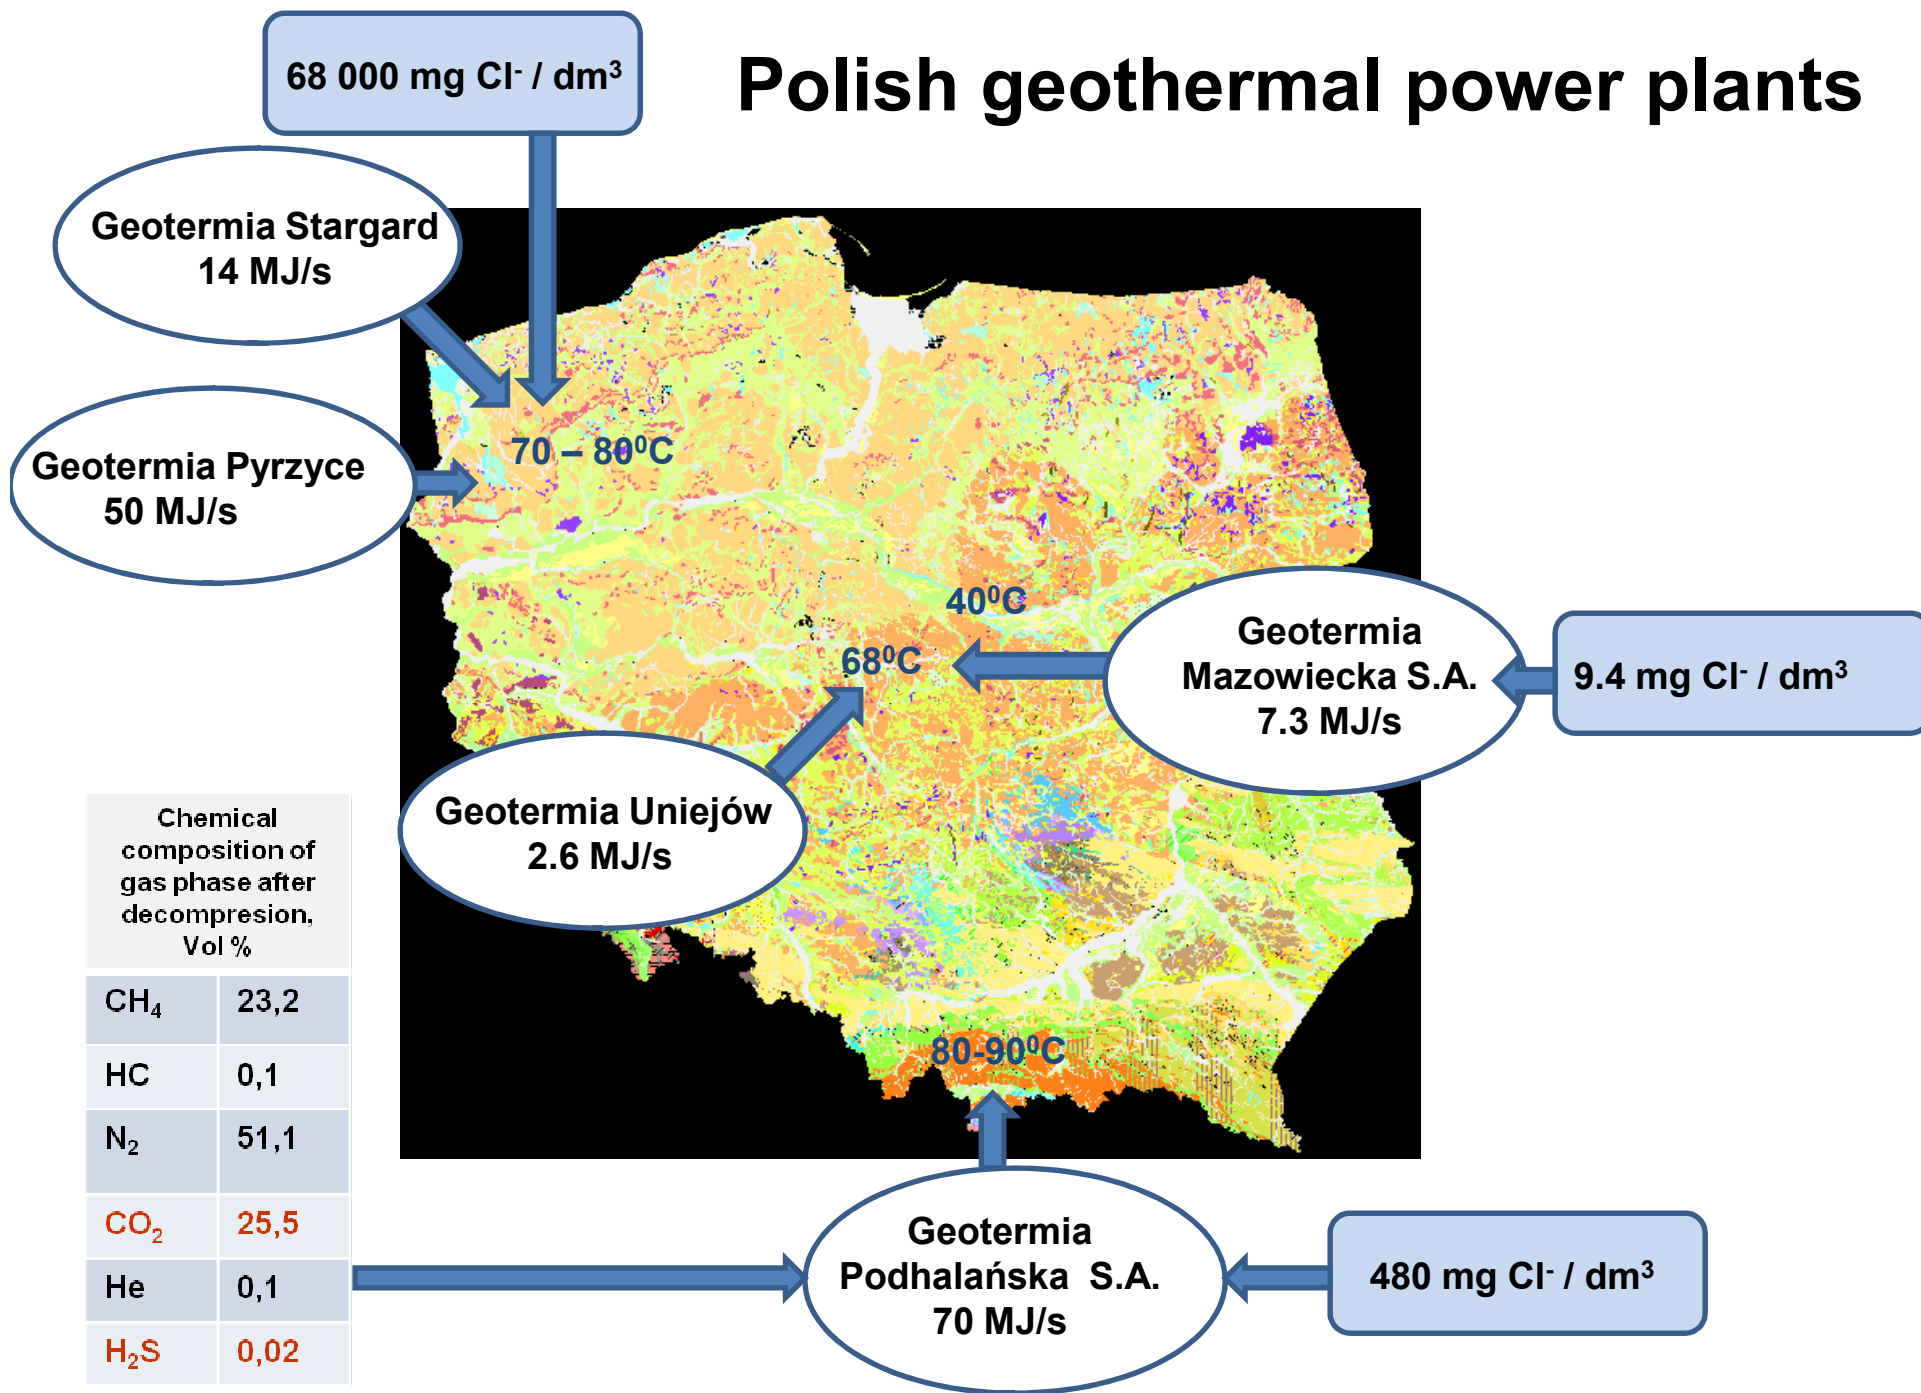 68 000 mg Cl⁻ / dm³
Polish geothermal power plants
Geotermia Stargard
14 MJ/s
Geotermia Pyrzyce
50 MJ/s
70 – 80⁰C
40⁰C
68⁰C
Geotermia
Mazowiecka S.A.
7.3 MJ/s
9.4 mg Cl⁻ / dm³
Geotermia Uniejów
2.6 MJ/s
Chemical
composition of
gas phase after
decompresion,
Vol %
CH₄ 23,2
HC 0,1
N₂ 51,1
CO₂ 25,5
He 0,1
H₂S 0,02
80-90⁰C
Geotermia
Podhalańska S.A.
70 MJ/s
480 mg Cl⁻ / dm³